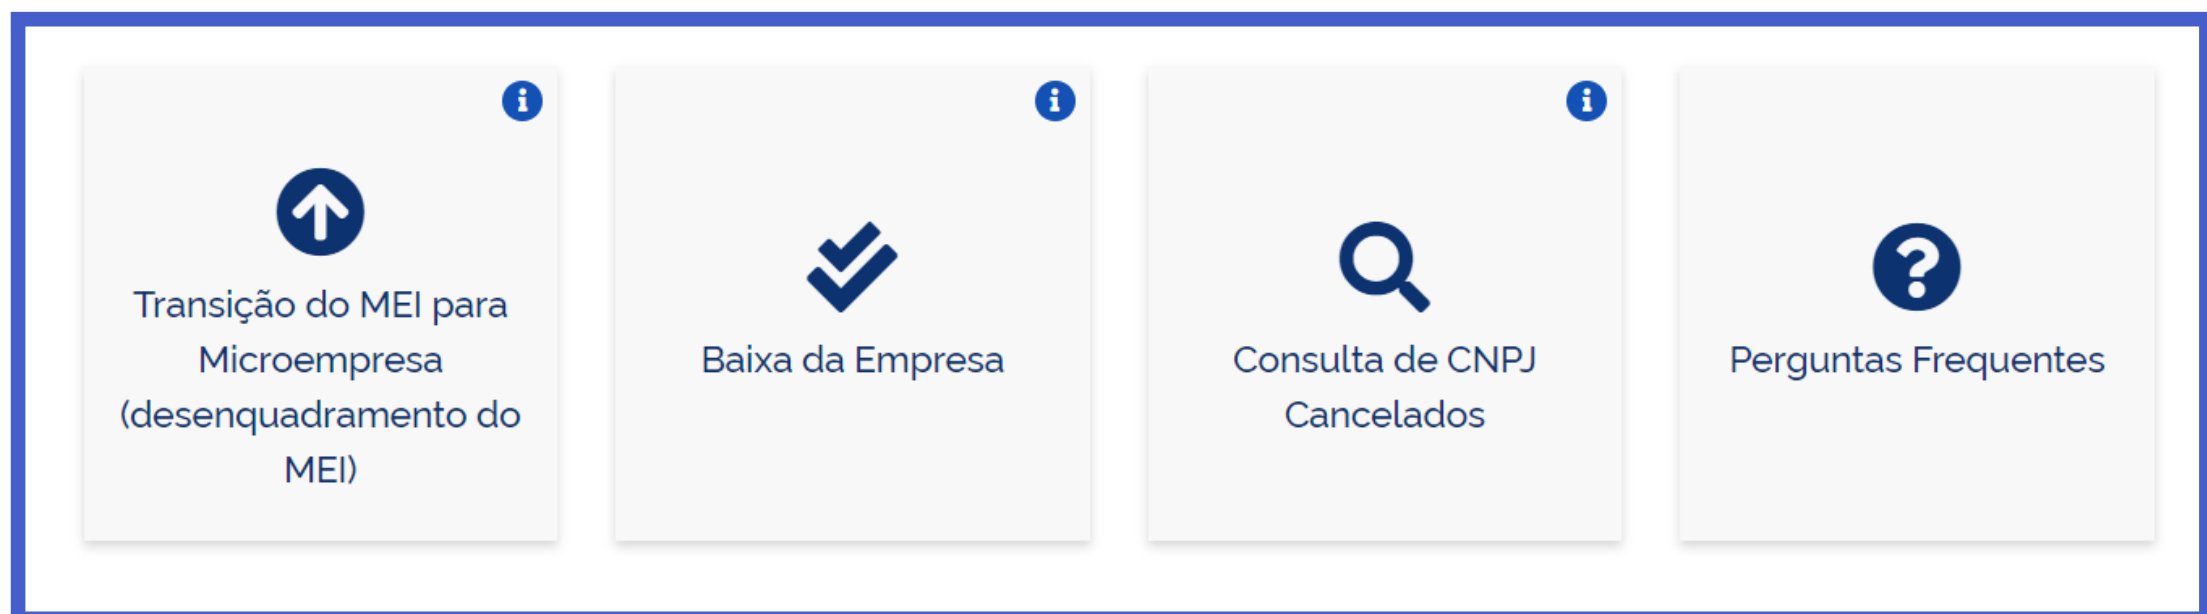 Transição do MEI para
Microempresa
(desenquadramento do
MEI)
Baixa da Empresa
Consulta de CNPJ
Cancelados
Perguntas Frequentes